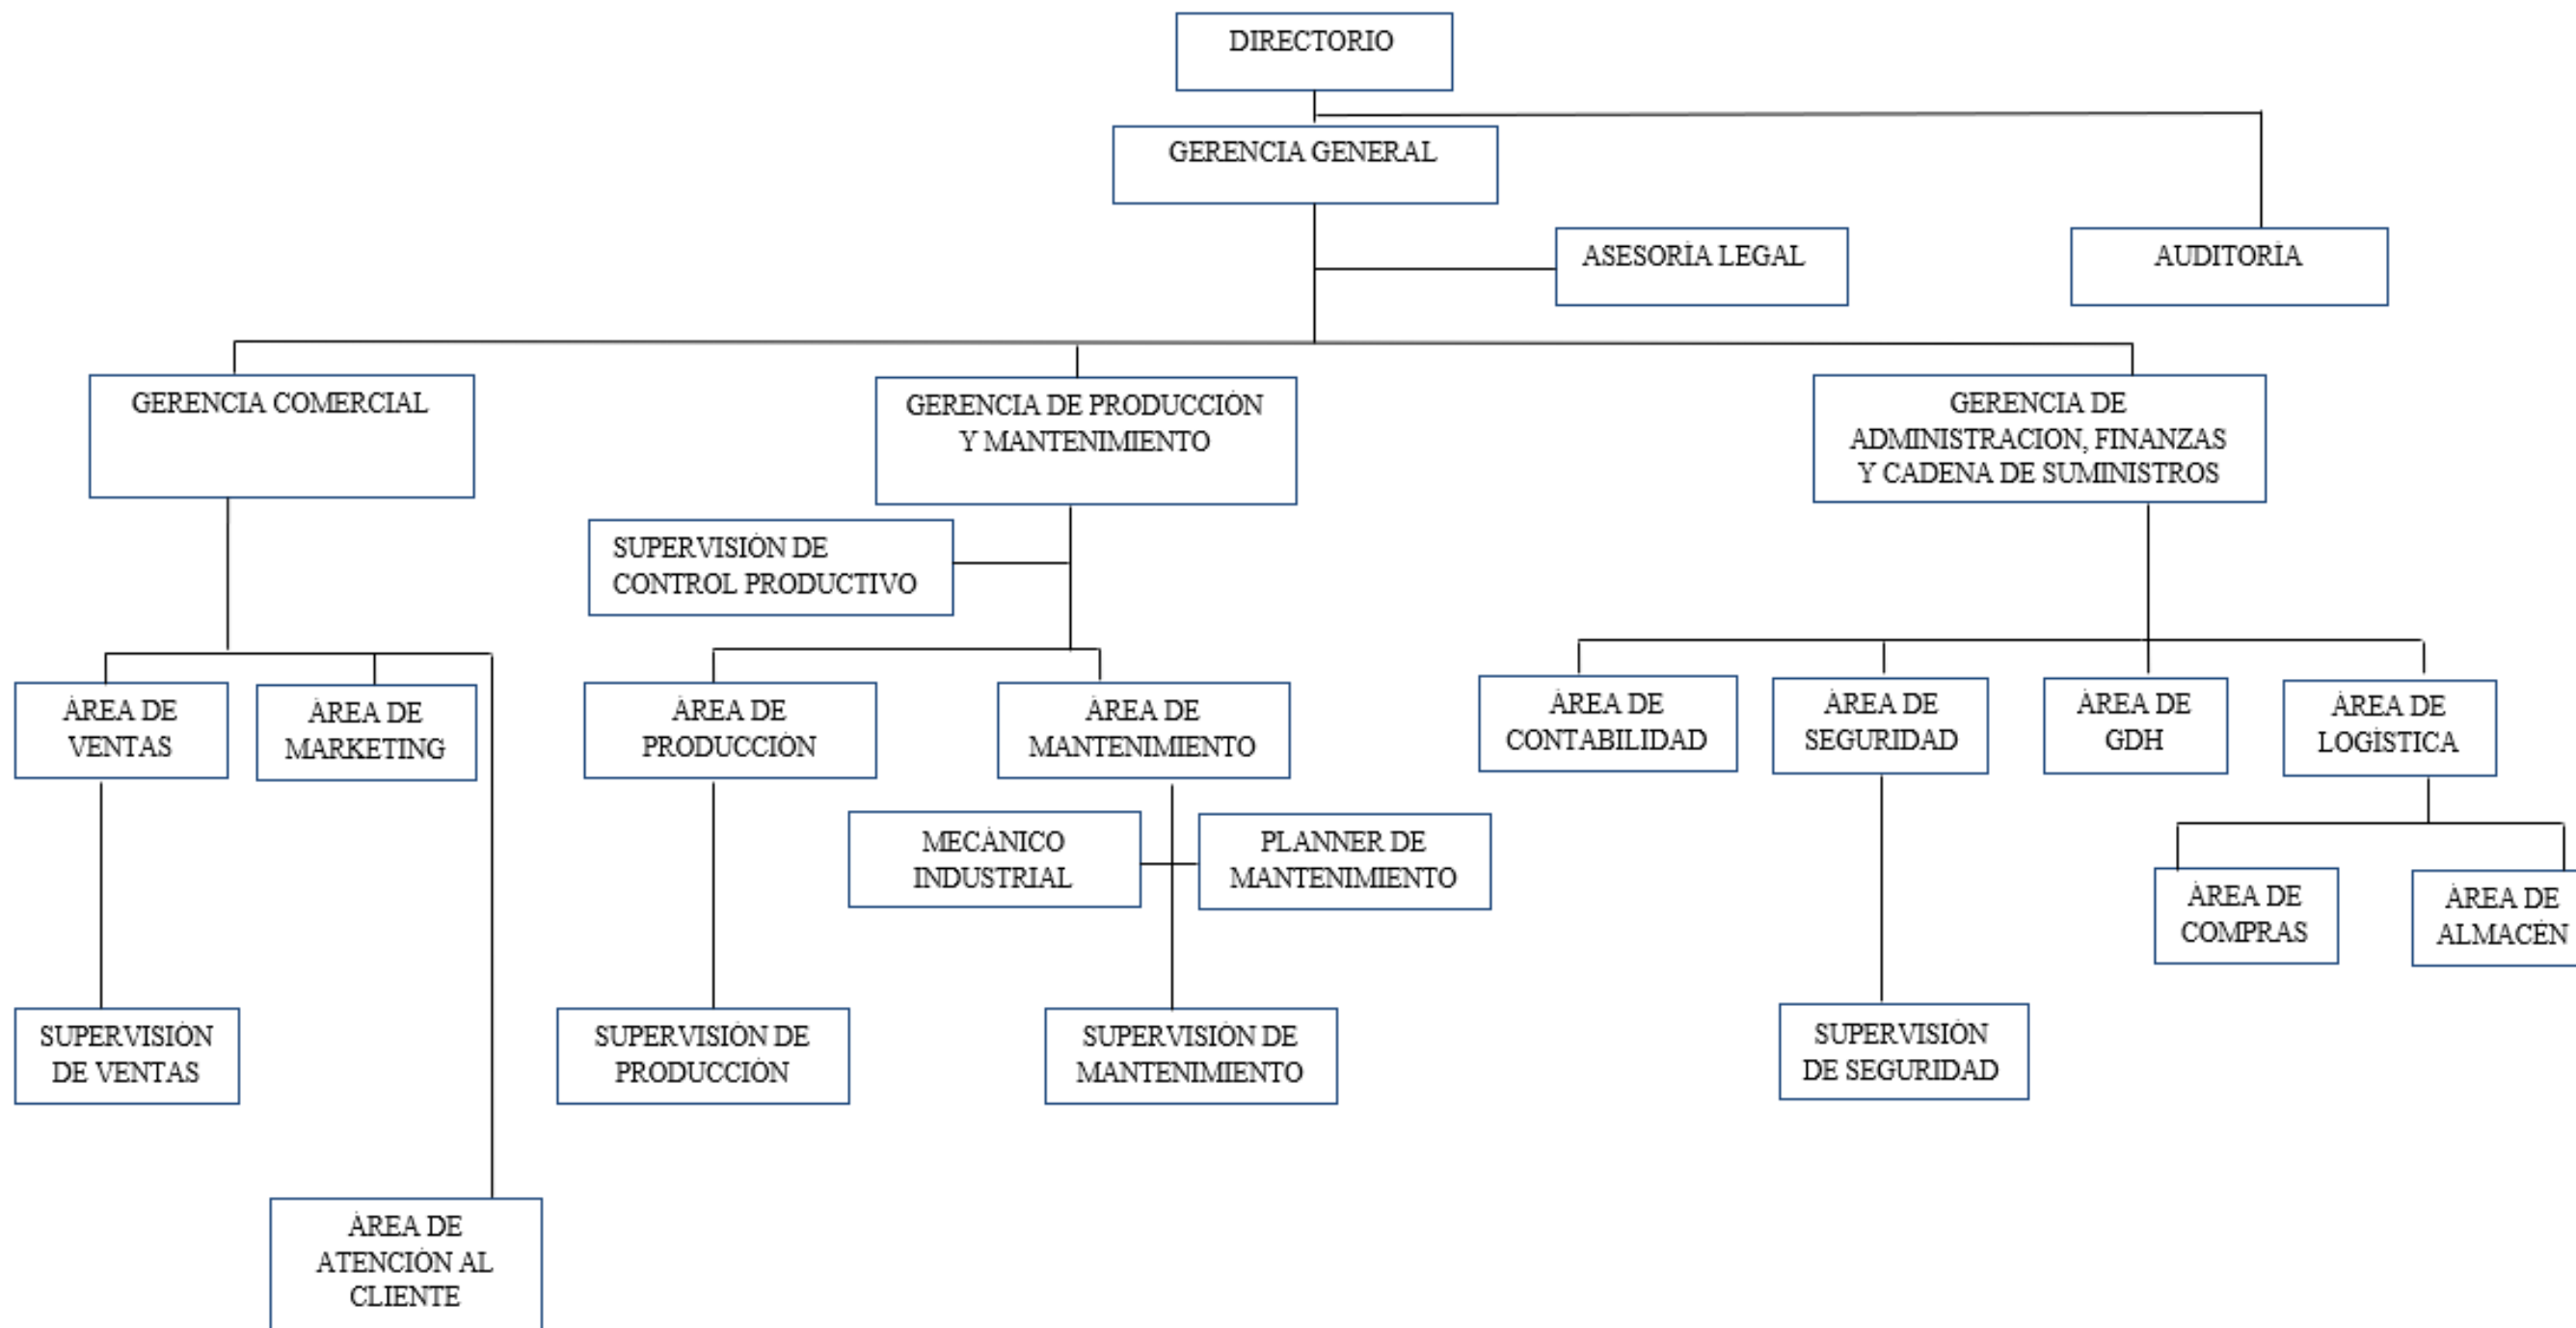 DIRECTORIO
GERENCIA GENERAL
ASESORÍA LEGAL
AUDITORÍA
GERENCIA COMERCIAL
GERENCIA DE PRODUCCIÓN
Y MANTENIMIENTO
GERENCIA DE
ADMINISTRACION, FINANZAS
Y CADENA DE SUMINISTROS
SUPERVISIÓN DE
CONTROL PRODUCTIVO
ÁREA DE
VENTAS
ÁREA DE
MARKETING
ÁREA DE
PRODUCCIÓN
ÁREA DE
MANTENIMIENTO
ÁREA DE
CONTABILIDAD
ÁREA DE
SEGURIDAD
ÁREA DE
GDH
ÁREA DE
LOGÍSTICA
MECÁNICO
INDUSTRIAL
PLANNER DE
MANTENIMIENTO
ÁREA DE
COMPRAS
ÁREA DE
ALMACÉN
SUPERVISIÓN
DE VENTAS
SUPERVISIÓN DE
PRODUCCIÓN
SUPERVISIÓN DE
MANTENIMIENTO
SUPERVISIÓN
DE SEGURIDAD
ÁREA DE
ATENCIÓN AL
CLIENTE